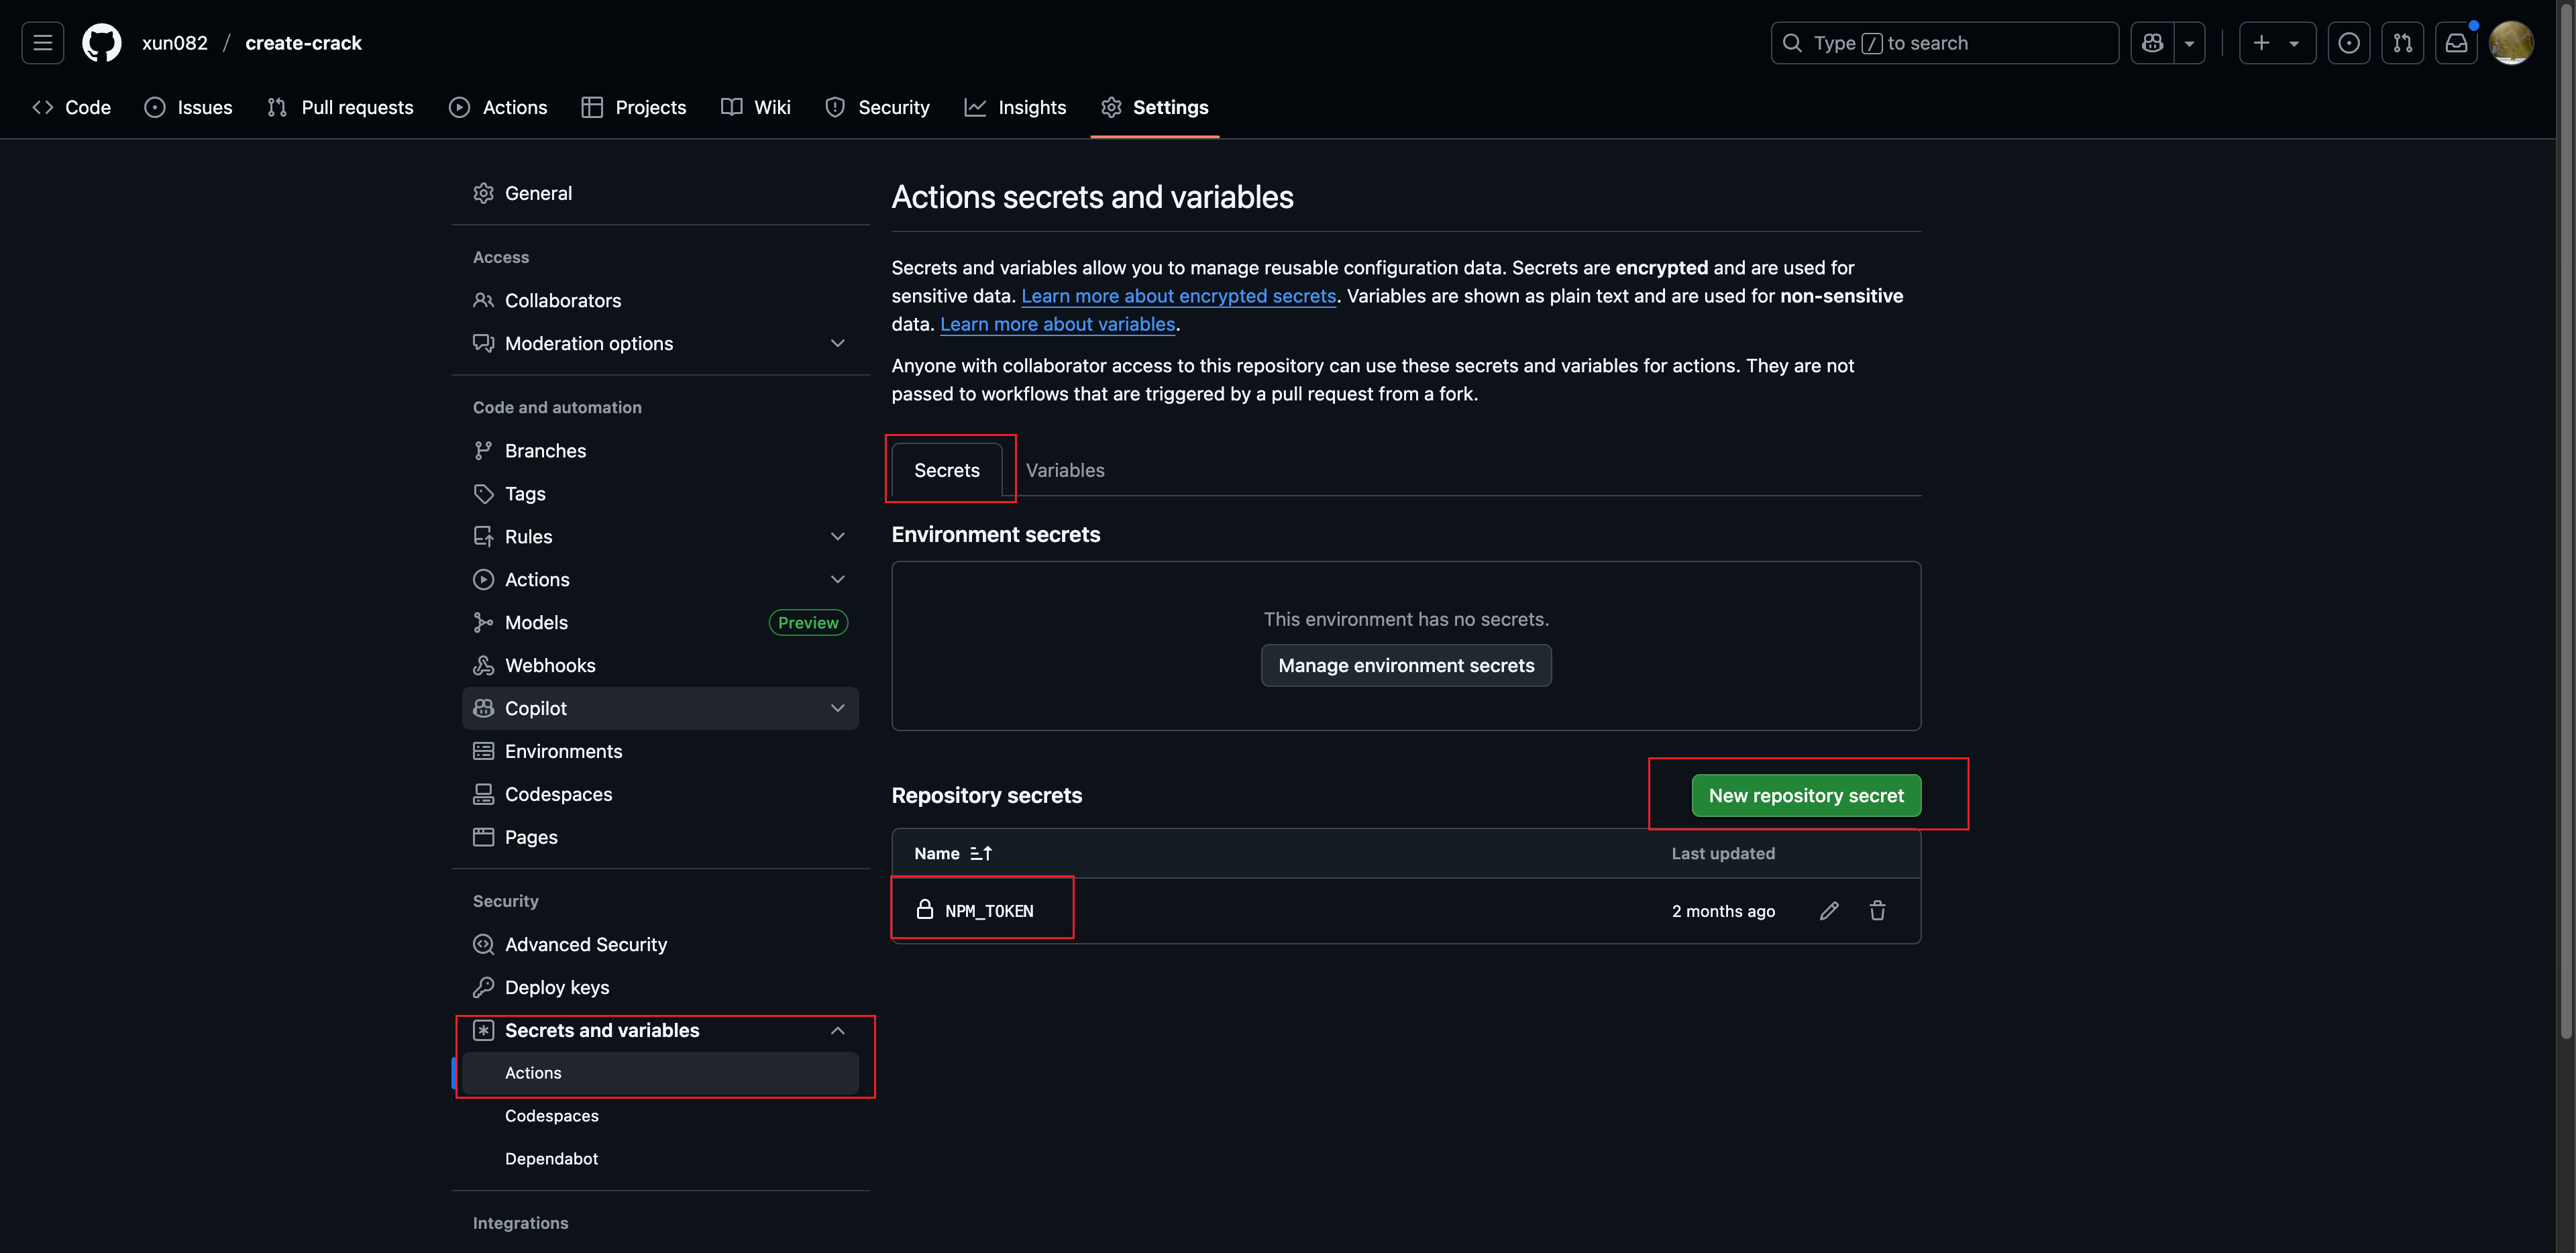 xun082 / create-crack
Type / to search
Code Issues Pull requests Actions Projects Wiki Security Insights Settings
General
Access
Collaborators
Moderation options
Code and automation
Branches
Tags
Rules
Actions
Models Preview
Webhooks
Copilot
Environments
Codespaces
Pages
Security
Advanced Security
Deploy keys
Secrets and variables
Actions
Codespaces
Dependabot
Integrations
Actions secrets and variables
Secrets and variables allow you to manage reusable configuration data. Secrets are encrypted and are used for
sensitive data. Learn more about encrypted secrets. Variables are shown as plain text and are used for non-sensitive
data. Learn more about variables.
Anyone with collaborator access to this repository can use these secrets and variables for actions. They are not
passed to workflows that are triggered by a pull request from a fork.
Secrets Variables
Environment secrets
This environment has no secrets.
Manage environment secrets
Repository secrets New repository secret
Name Last updated
NPM_TOKEN 2 months ago